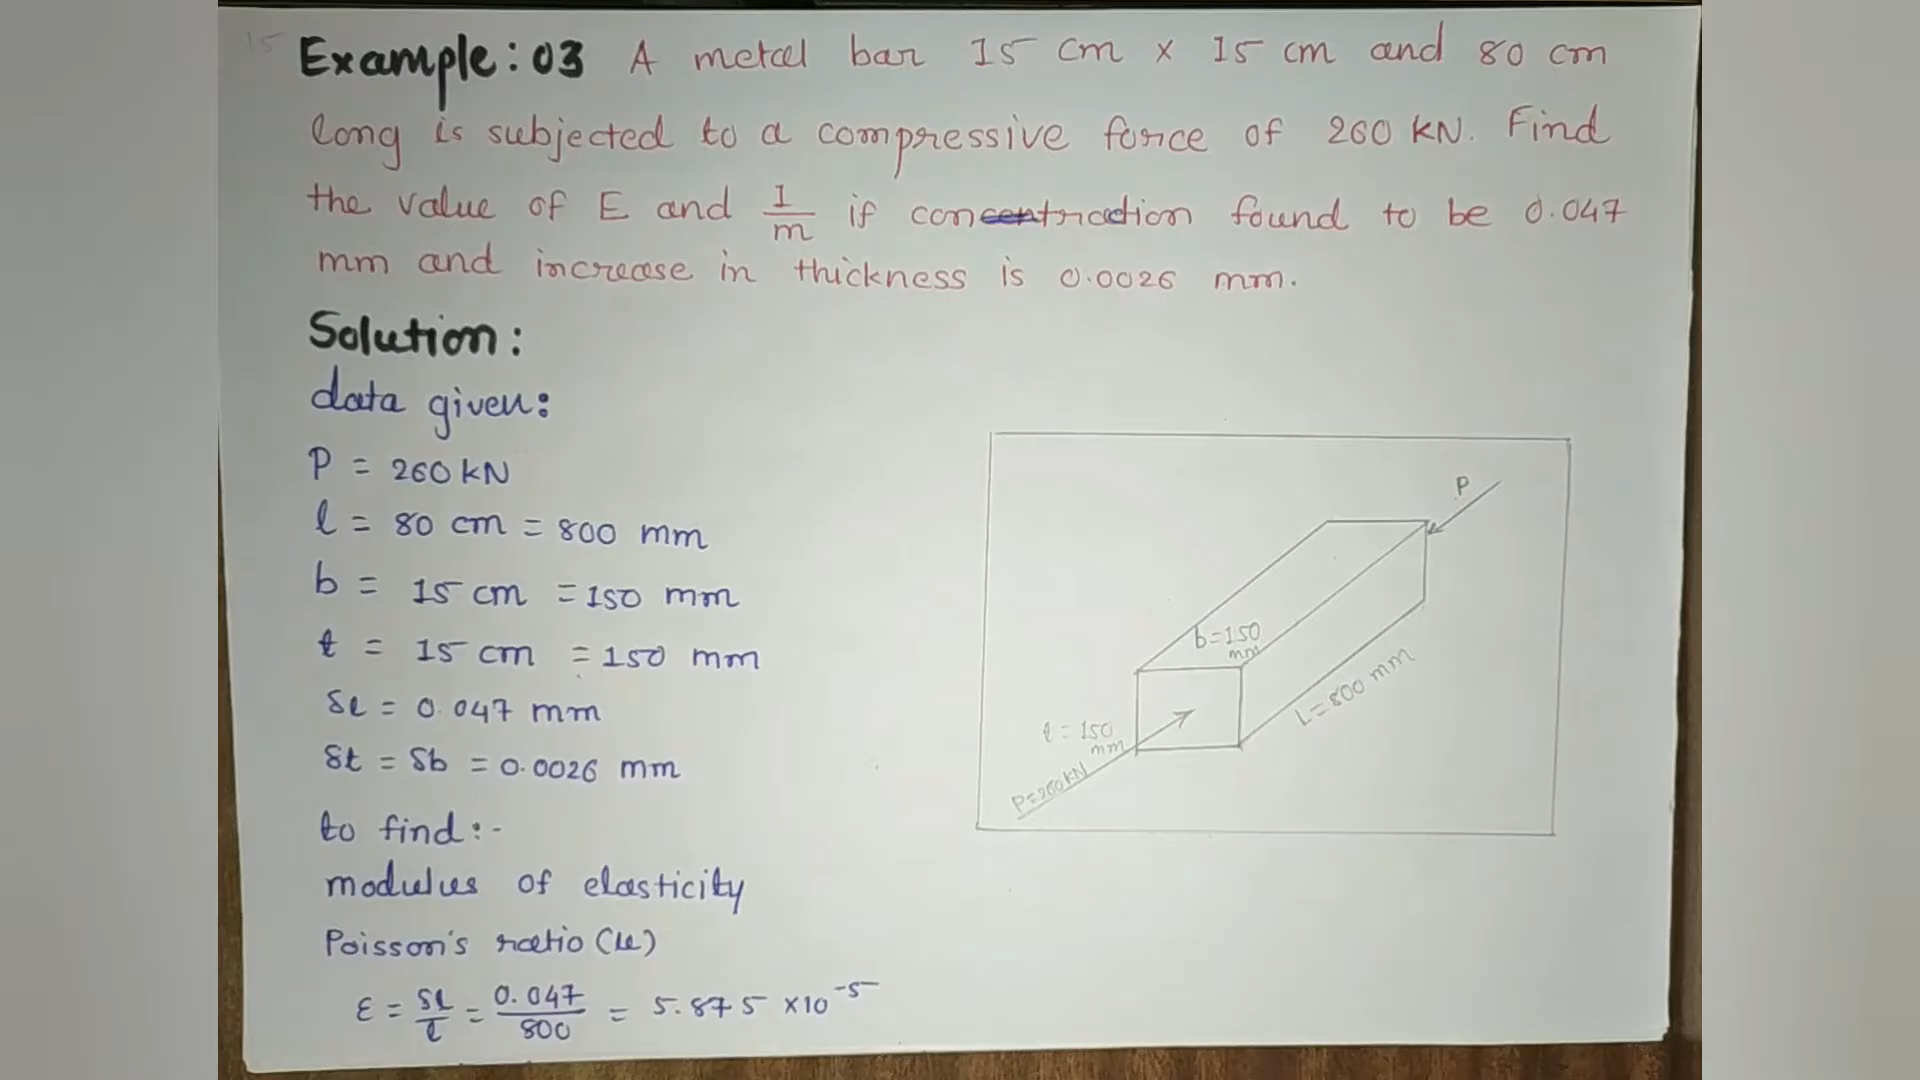 15
Example: 03 A metal bar 15 cm x 15 cm and 80 cm
long is subjected to a compressive force of 260 KN. Find
the value of E and 1/m if contraction found to be 0.047
mm and increase in thickness is 0.0026 mm.
Solution:
data given:
P = 260 kN
l = 80 cm = 800 mm
b = 15 cm = 150 mm
t = 15 cm = 150 mm
δl = 0.047 mm
δt = δb = 0.0026 mm
to find:-
modulus of elasticity
Poisson's ratio (μ)
ε = δl/l = 0.047/800 = 5.875 x10⁻⁵
P
b=150
mm
L=800 mm
t = 150
mm
P=260KN